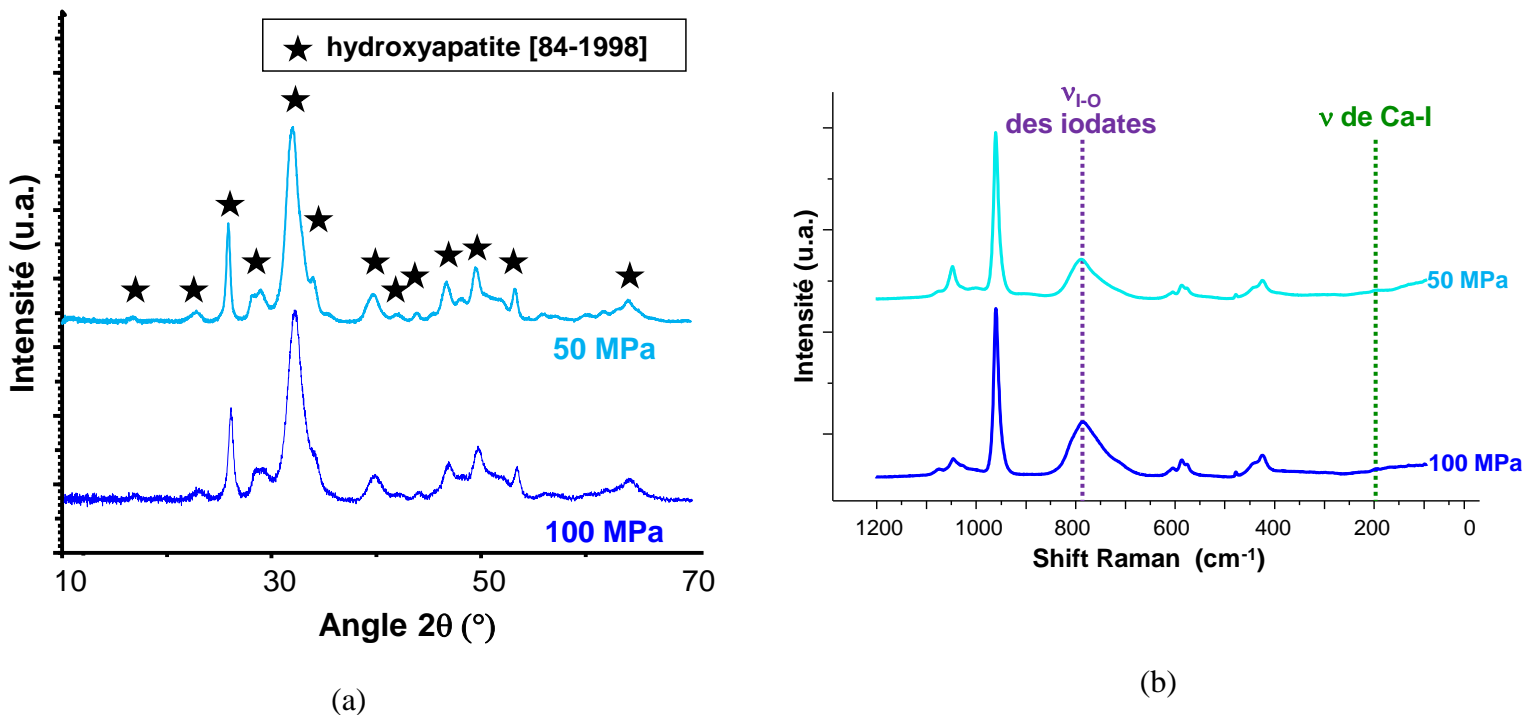 ★ hydroxyapatite [84-1998]
Intensité (u.a.)
50 MPa
100 MPa
10 30 50 70
Angle 2θ (°)
(a)
νI-O
des iodates
ν de Ca-I
Intensité (u.a.)
50 MPa
100 MPa
1200 1000 800 600 400 200 0
Shift Raman (cm-1)
(b)